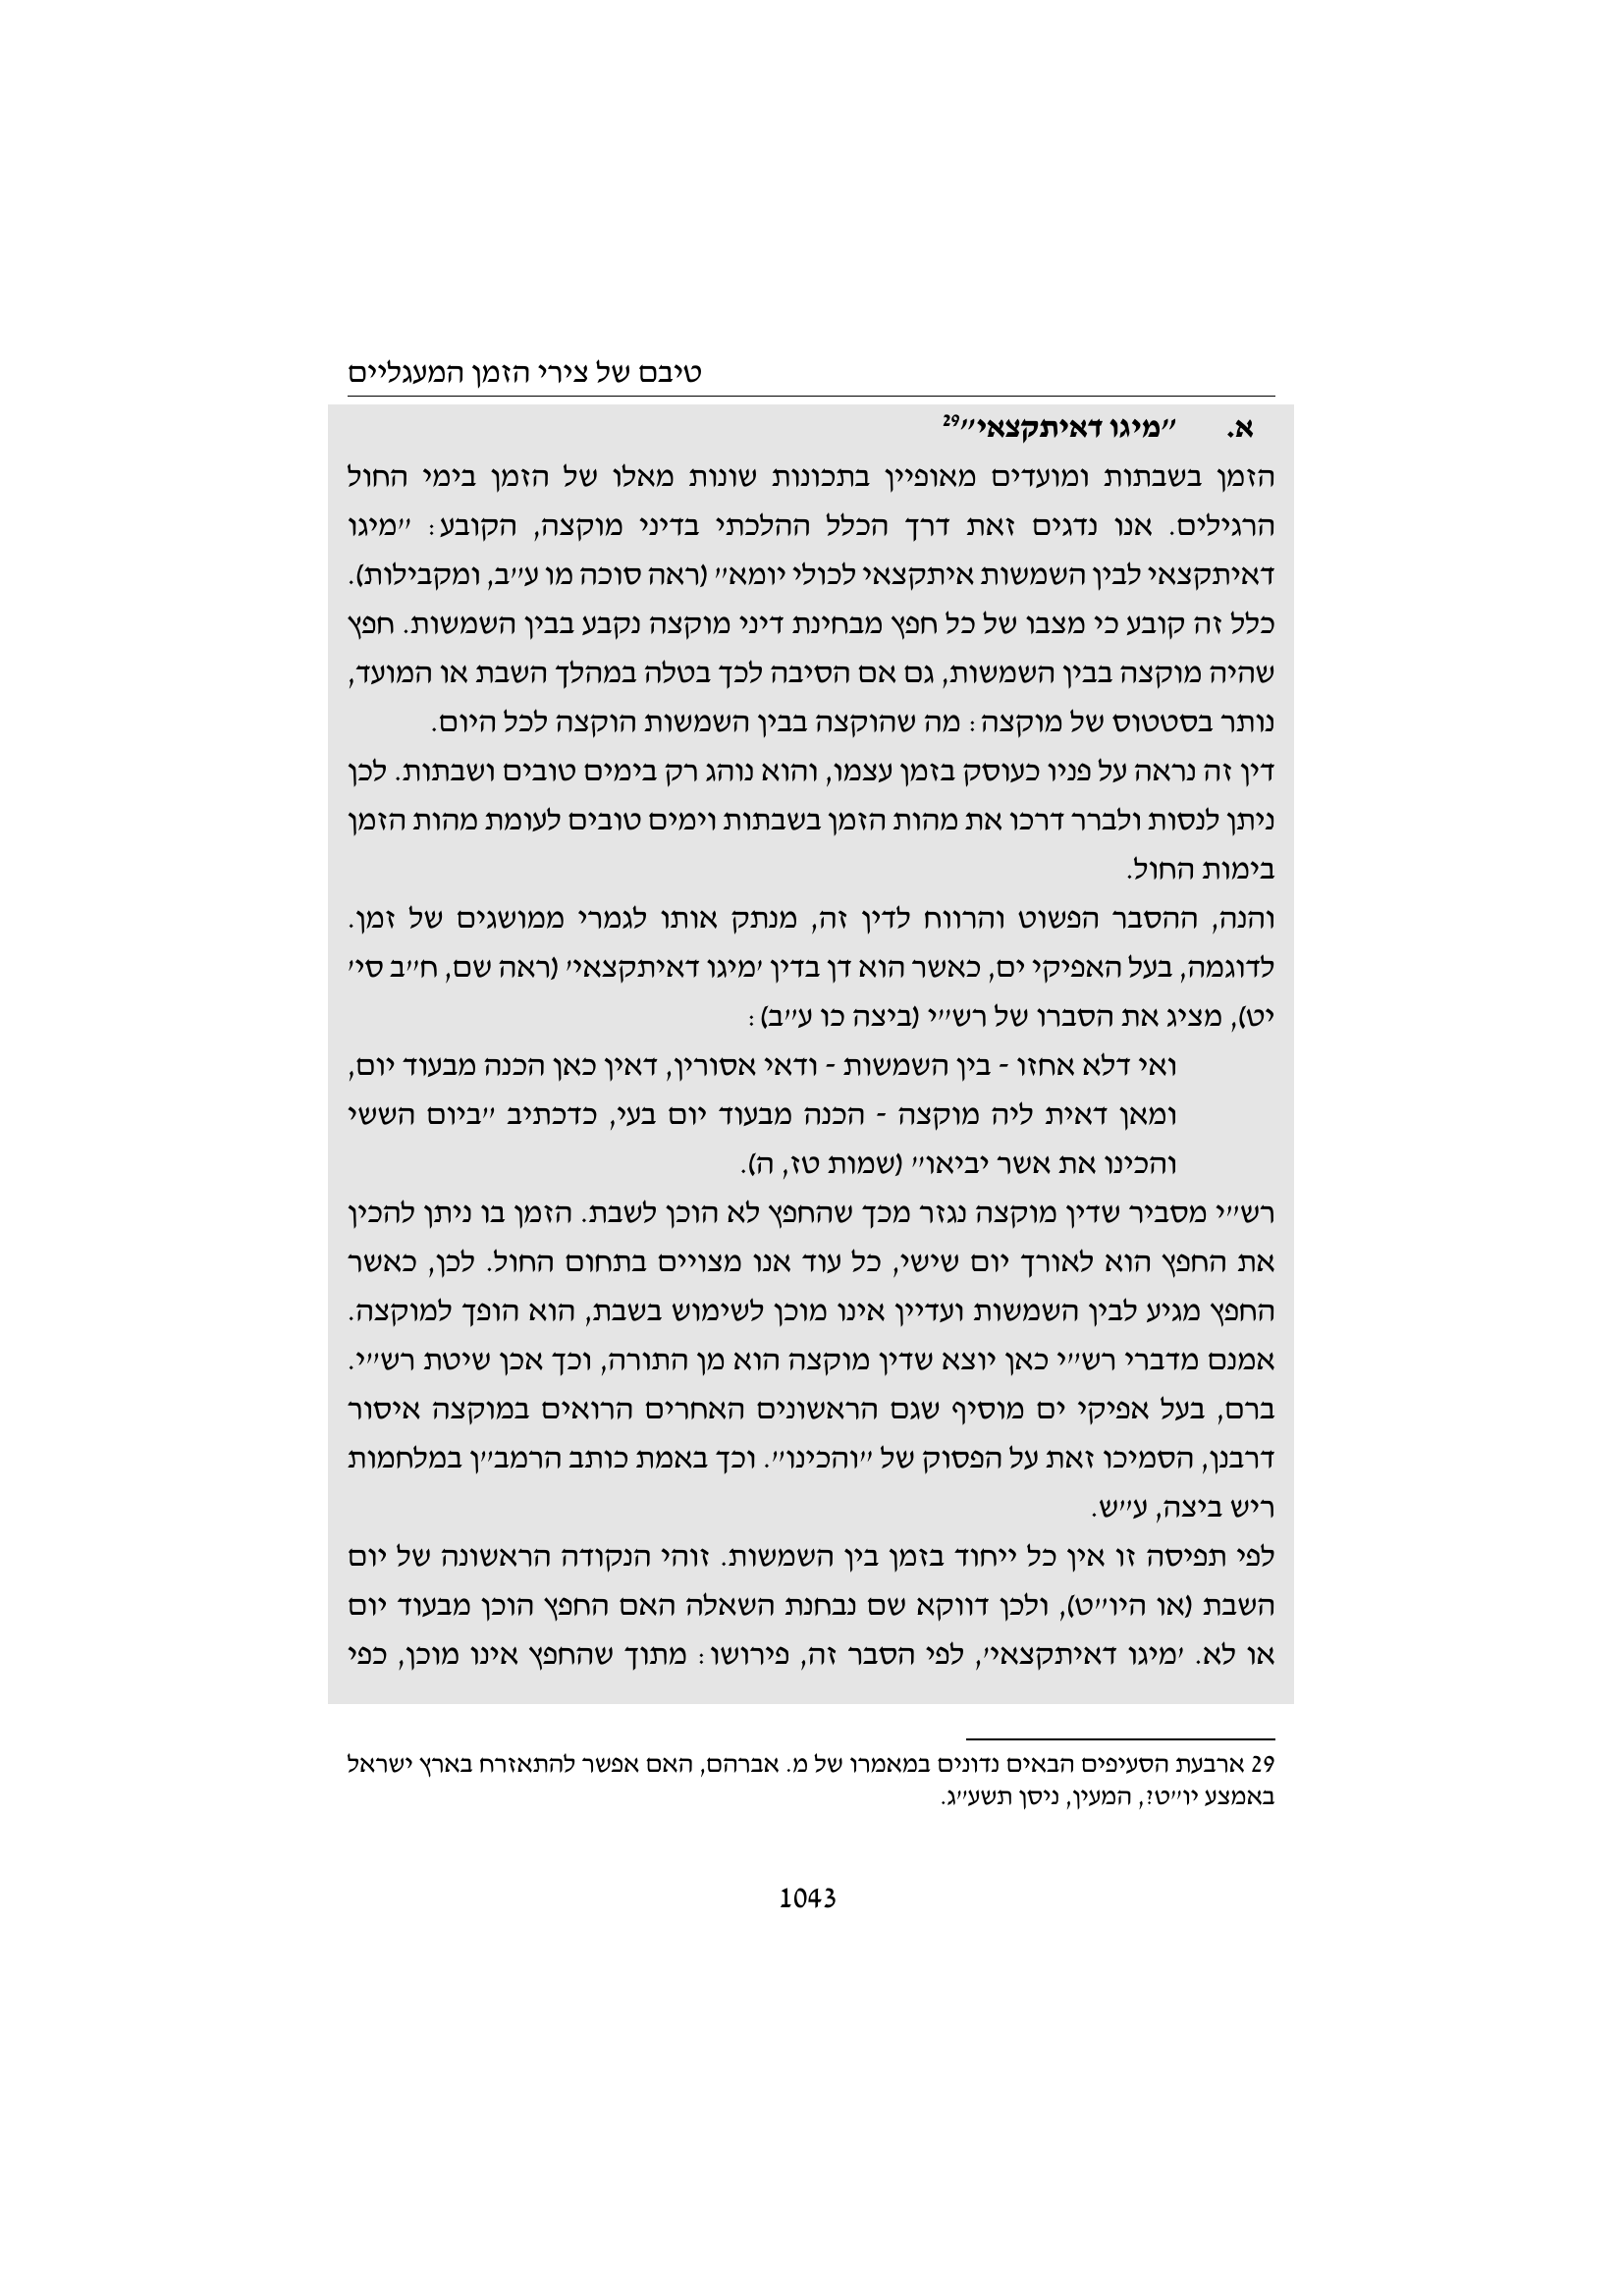 טיבם של צירי הזמן המעגליים
א. "מיגו דאיתקצאי"29
הזמן בשבתות ומועדים מאופיין בתכונות שונות מאלו של הזמן בימי החול
הרגילים. אנו נדגים זאת דרך הכלל ההלכתי בדיני מוקצה, הקובע: "מיגו
דאיתקצאי לבין השמשות איתקצאי לכולי יומא" (ראה סוכה מו ע"ב, ומקבילות).
כלל זה קובע כי מצבו של כל חפץ מבחינת דיני מוקצה נקבע בבין השמשות. חפץ
שהיה מוקצה בבין השמשות, גם אם הסיבה לכך בטלה במהלך השבת או המועד,
נותר בסטטוס של מוקצה: מה שהוקצה בבין השמשות הוקצה לכל היום.
דין זה נראה על פניו כעוסק בזמן עצמו, והוא נוהג רק בימים טובים ושבתות. לכן
ניתן לנסות ולברר דרכו את מהות הזמן בשבתות וימים טובים לעומת מהות הזמן
בימות החול.
והנה, ההסבר הפשוט והרווח לדין זה, מנתק אותו לגמרי ממושגים של זמן.
לדוגמה, בעל האפיקי ים, כאשר הוא דן בדין 'מיגו דאיתקצאי' (ראה שם, ח"ב סי'
יט), מציג את הסברו של רש"י (ביצה כו ע"ב):
ואי דלא אחזו - בין השמשות - ודאי אסורין, דאין כאן הכנה מבעוד יום,
ומאן דאית ליה מוקצה - הכנה מבעוד יום בעי, כדכתיב "ביום הששי
והכינו את אשר יביאו" (שמות טז, ה).
רש"י מסביר שדין מוקצה נגזר מכך שהחפץ לא הוכן לשבת. הזמן בו ניתן להכין
את החפץ הוא לאורך יום שישי, כל עוד אנו מצויים בתחום החול. לכן, כאשר
החפץ מגיע לבין השמשות ועדיין אינו מוכן לשימוש בשבת, הוא הופך למוקצה.
אמנם מדברי רש"י כאן יוצא שדין מוקצה הוא מן התורה, וכך אכן שיטת רש"י.
ברם, בעל אפיקי ים מוסיף שגם הראשונים האחרים הרואים במוקצה איסור
דרבנן, הסמיכו זאת על הפסוק של "והכינו". וכך באמת כותב הרמב"ן במלחמות
ריש ביצה, ע"ש.
לפי תפיסה זו אין כל ייחוד בזמן בין השמשות. זוהי הנקודה הראשונה של יום
השבת (או היו"ט), ולכן דווקא שם נבחנת השאלה האם החפץ הוכן מבעוד יום
או לא. 'מיגו דאיתקצאי', לפי הסבר זה, פירושו: מתוך שהחפץ אינו מוכן, כפי
29 ארבעת הסעיפים הבאים נדונים במאמרו של מ. אברהם, האם אפשר להתאזרח בארץ ישראל
באמצע יו"ט?, המעין, ניסן תשע"ג.
1043